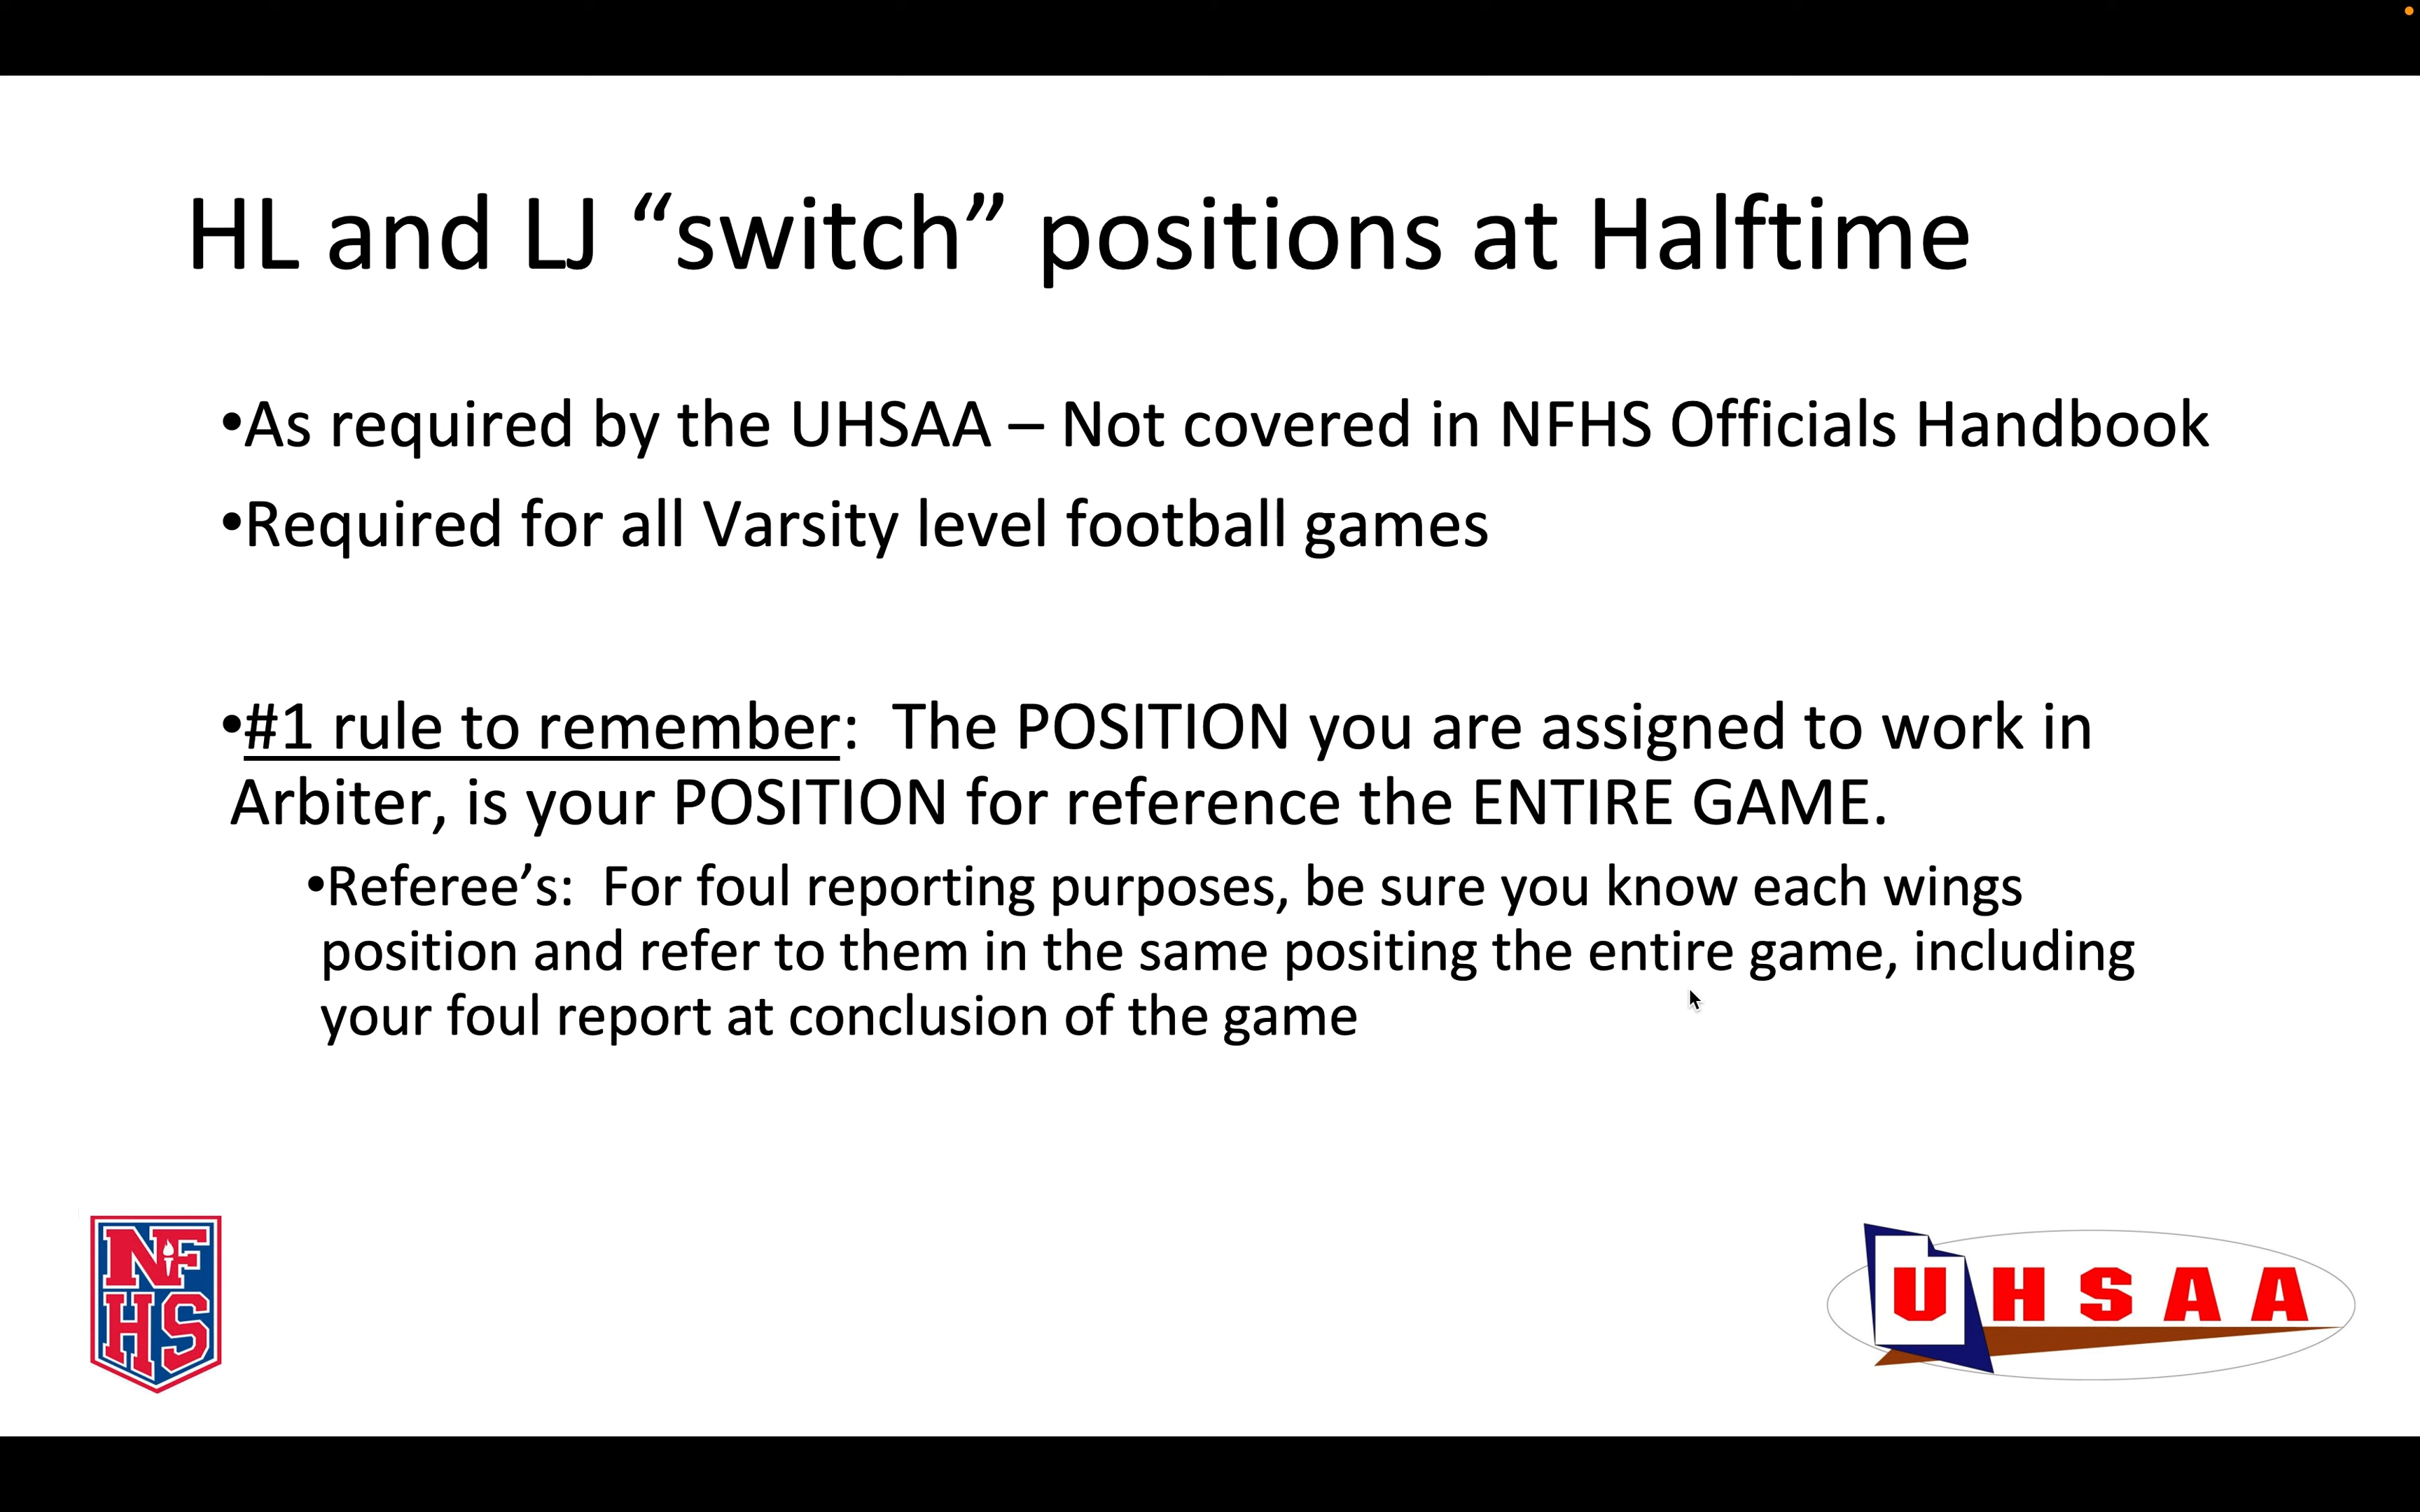 HL and LJ “switch” positions at Halftime
•As required by the UHSAA – Not covered in NFHS Officials Handbook
•Required for all Varsity level football games
•#1 rule to remember:  The POSITION you are assigned to work in
Arbiter, is your POSITION for reference the ENTIRE GAME.
•Referee’s:  For foul reporting purposes, be sure you know each wings
position and refer to them in the same positing the entire game, including
your foul report at conclusion of the game
NF
HS
UHSAA